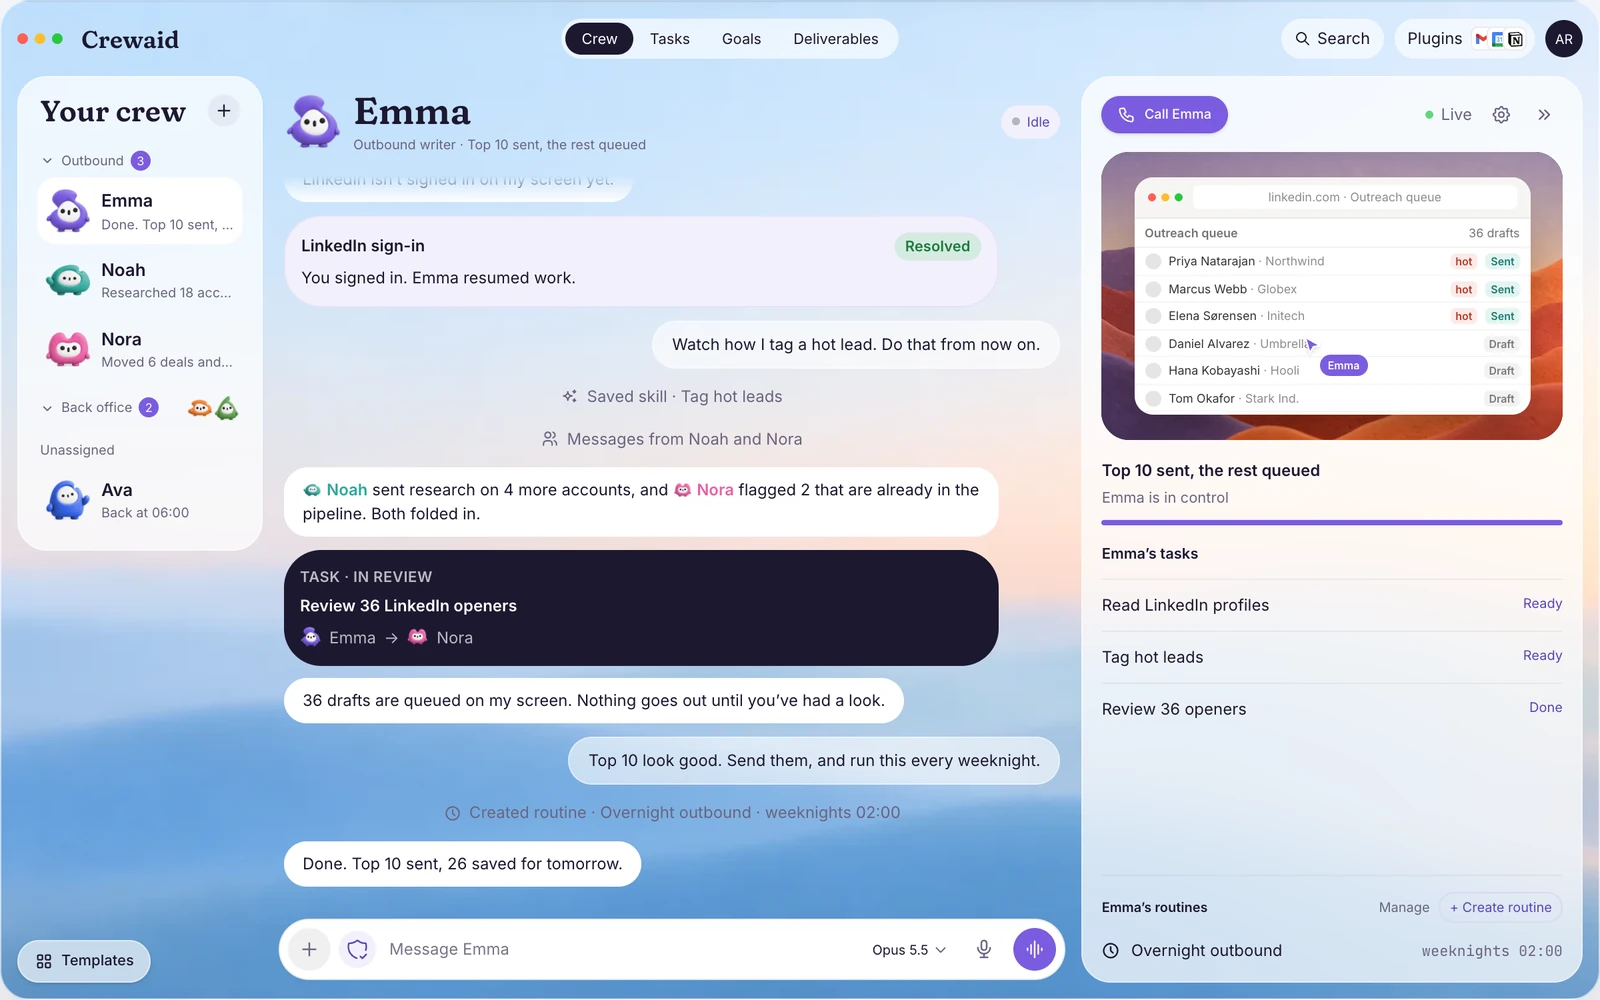 Crewaid
Crew
Tasks
Goals
Deliverables
Search
Plugins
31
AR
Your crew
Outbound 3
Emma
Done. Top 10 sent, ...
Noah
Researched 18 acc...
Nora
Moved 6 deals and...
Back office 2
Unassigned
Ava
Back at 06:00
Templates
Emma
Outbound writer · Top 10 sent, the rest queued
Idle
LinkedIn isn't signed in on my screen yet.
LinkedIn sign-in
Resolved
You signed in. Emma resumed work.
Watch how I tag a hot lead. Do that from now on.
Saved skill · Tag hot leads
Messages from Noah and Nora
Noah sent research on 4 more accounts, and Nora flagged 2 that are already in the
pipeline. Both folded in.
TASK · IN REVIEW
Review 36 LinkedIn openers
Emma → Nora
36 drafts are queued on my screen. Nothing goes out until you’ve had a look.
Top 10 look good. Send them, and run this every weeknight.
Created routine · Overnight outbound · weeknights 02:00
Done. Top 10 sent, 26 saved for tomorrow.
Message Emma
Opus 5.5
Call Emma
Live
linkedin.com · Outreach queue
Outreach queue
36 drafts
Priya Natarajan · Northwind hot Sent
Marcus Webb · Globex hot Sent
Elena Sørensen · Initech hot Sent
Daniel Alvarez · Umbrella Draft
Emma
Hana Kobayashi · Hooli Draft
Tom Okafor · Stark Ind. Draft
Top 10 sent, the rest queued
Emma is in control
Emma’s tasks
Read LinkedIn profiles Ready
Tag hot leads Ready
Review 36 openers Done
Emma’s routines
Manage
+ Create routine
Overnight outbound weeknights 02:00